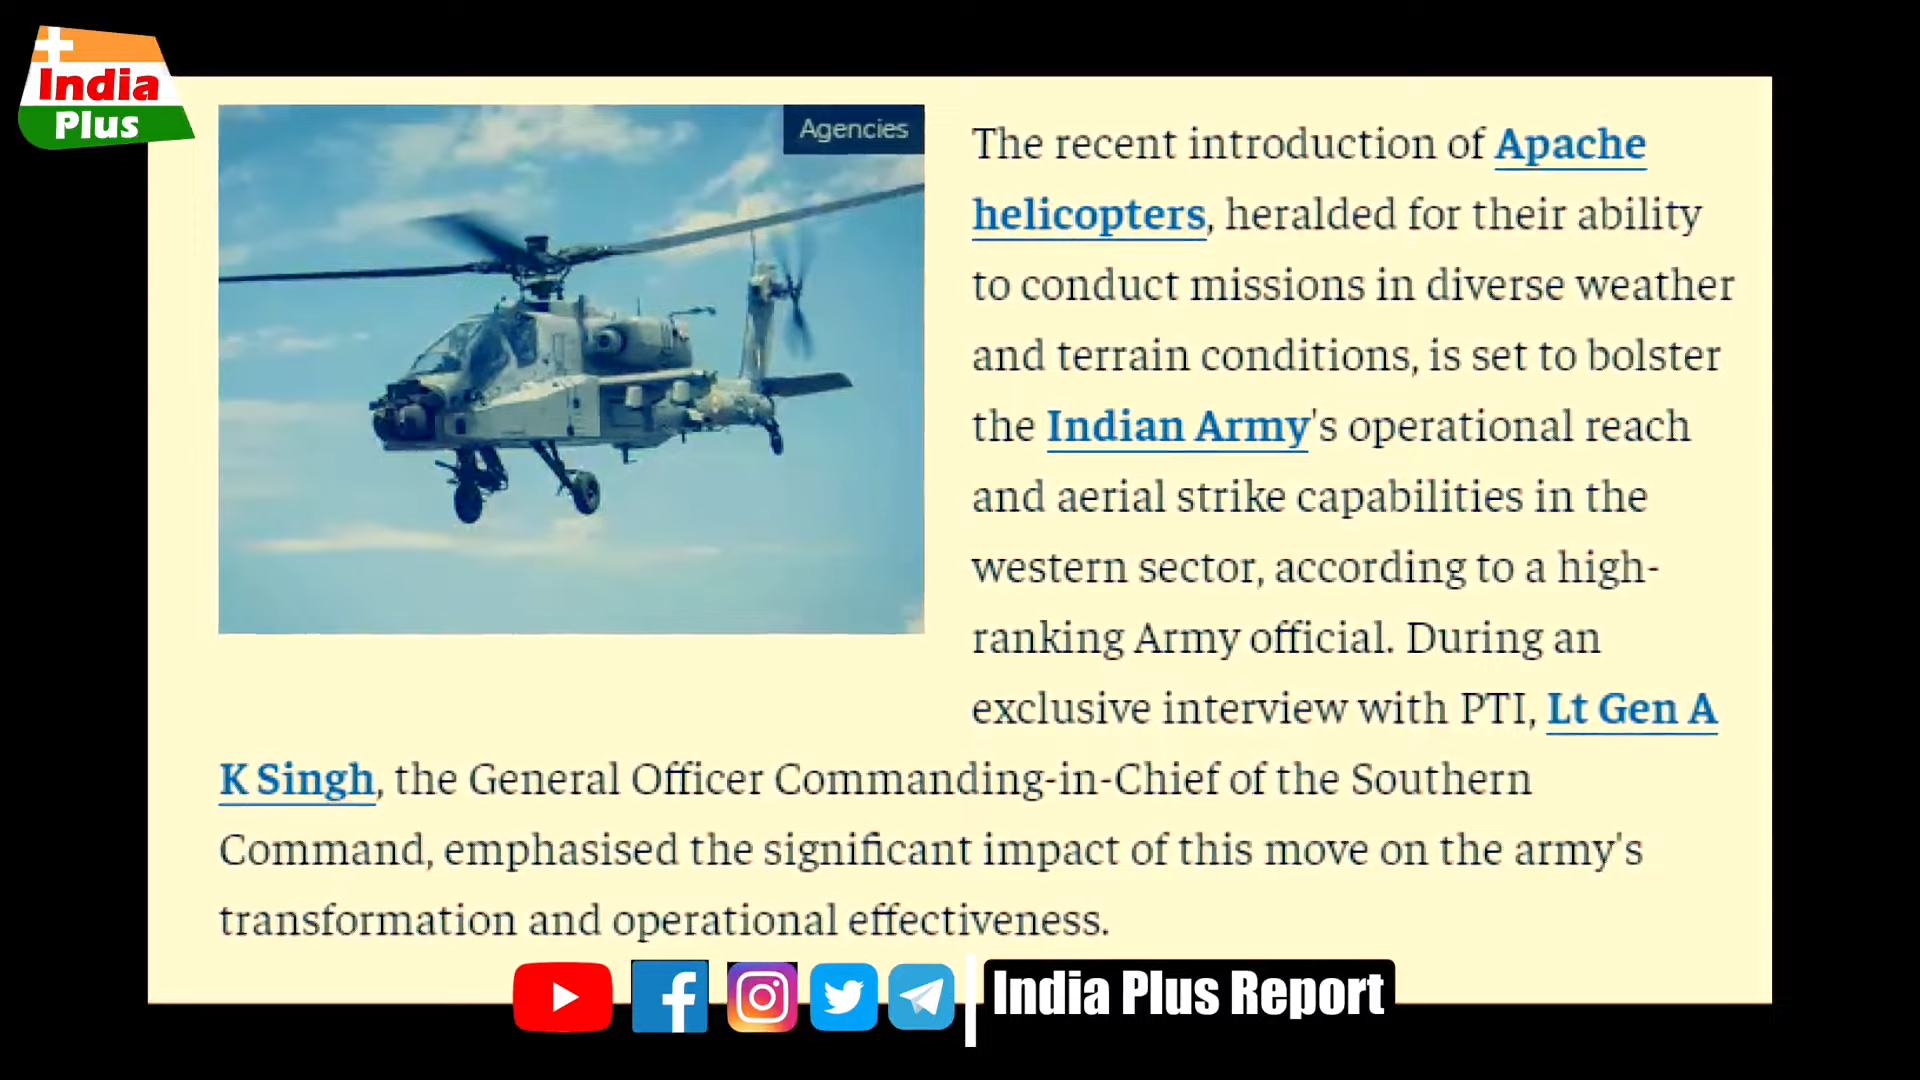 India
Plus
Agencies
The recent introduction of Apache
helicopters, heralded for their ability
to conduct missions in diverse weather
and terrain conditions, is set to bolster
the Indian Army's operational reach
and aerial strike capabilities in the
western sector, according to a high-
ranking Army official. During an
exclusive interview with PTI, Lt Gen A
K Singh, the General Officer Commanding-in-Chief of the Southern
Command, emphasised the significant impact of this move on the army's
transformation and operational effectiveness.
India Plus Report